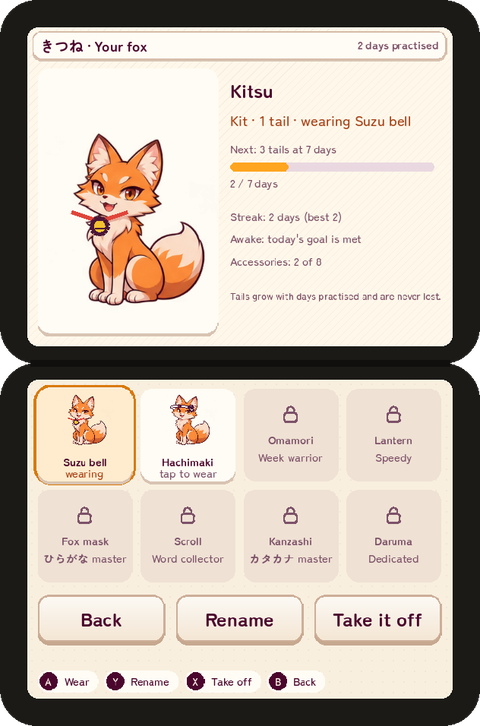 きつね · Your fox
2 days practised
Kitsu
Kit · 1 tail · wearing Suzu bell
Next: 3 tails at 7 days
2 / 7 days
Streak: 2 days (best 2)
Awake: today's goal is met
Accessories: 2 of 8
Tails grow with days practised and are never lost.
Suzu bell
wearing
Hachimaki
tap to wear
Omamori
Week warrior
Lantern
Speedy
Fox mask
ひらがな master
Scroll
Word collector
Kanzashi
カタカナ master
Daruma
Dedicated
Back
Rename
Take it off
A Wear
Y Rename
X Take off
B Back